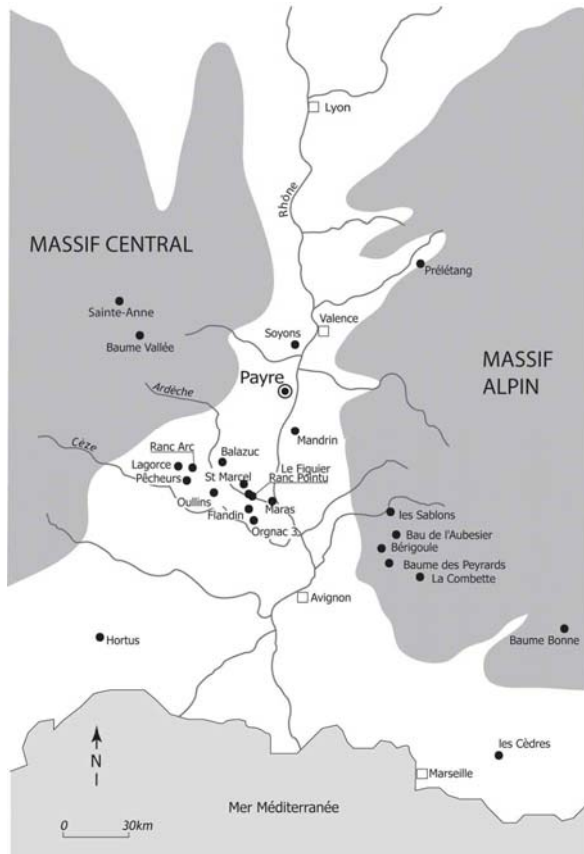 Lyon
Rhône
MASSIF CENTRAL
Prélétang
Sainte-Anne
Valence
Soyons
Baume Vallée
MASSIF
ALPIN
Payre
Ardèche
Mandrin
Cèze
Ranc Arc
Balazuc
Lagorce
St Marcel
Le Figuier
Ranc Pointu
Pêcheurs
Oullins
Maras
Flandin
les Sablons
Orgnac 3
Bau de l'Aubesier
Bérigoule
Baume des Peyrards
La Combette
Avignon
Hortus
Baume Bonne
N
les Cèdres
Marseille
Mer Méditerranée
0 30km